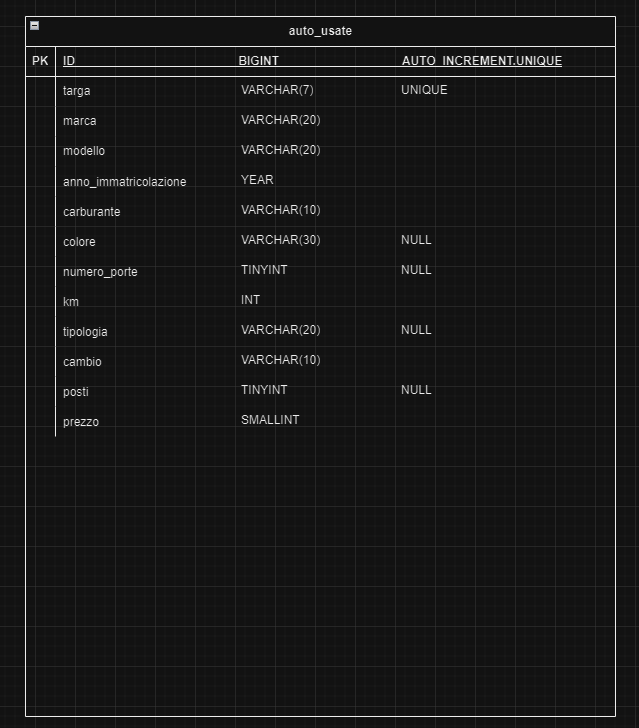 auto_usate
PK ID BIGINT AUTO_INCREMENT.UNIQUE
targa VARCHAR(7) UNIQUE
marca VARCHAR(20)
modello VARCHAR(20)
anno_immatricolazione YEAR
carburante VARCHAR(10)
colore VARCHAR(30) NULL
numero_porte TINYINT NULL
km INT
tipologia VARCHAR(20) NULL
cambio VARCHAR(10)
posti TINYINT NULL
prezzo SMALLINT